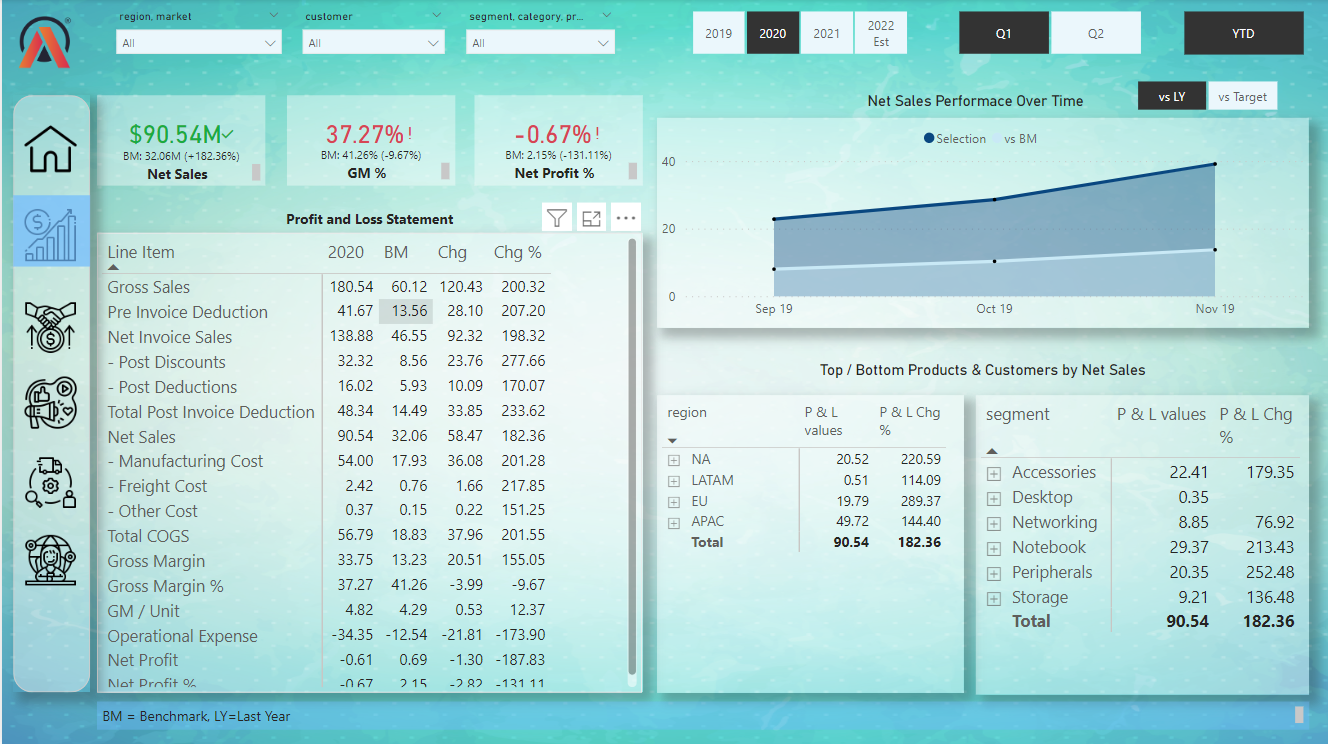 region, market
customer
segment, category, pr...
All
All
All
2019
2020
2021
2022
Est
Q1
Q2
YTD
$90.54M
BM: 32.06M (+182.36%)
Net Sales
37.27%!
BM: 41.26% (-9.67%)
GM %
-0.67%!
BM: 2.15% (-131.11%)
Net Profit %
Net Sales Performace Over Time
vs LY
vs Target
Selection vs BM
40
20
0
Sep 19 Oct 19 Nov 19
Profit and Loss Statement
Line Item 2020 BM Chg Chg %
Gross Sales 180.54 60.12 120.43 200.32
Pre Invoice Deduction 41.67 13.56 28.10 207.20
Net Invoice Sales 138.88 46.55 92.32 198.32
- Post Discounts 32.32 8.56 23.76 277.66
- Post Deductions 16.02 5.93 10.09 170.07
Total Post Invoice Deduction 48.34 14.49 33.85 233.62
Net Sales 90.54 32.06 58.47 182.36
- Manufacturing Cost 54.00 17.93 36.08 201.28
- Freight Cost 2.42 0.76 1.66 217.85
- Other Cost 0.37 0.15 0.22 151.25
Total COGS 56.79 18.83 37.96 201.55
Gross Margin 33.75 13.23 20.51 155.05
Gross Margin % 37.27 41.26 -3.99 -9.67
GM / Unit 4.82 4.29 0.53 12.37
Operational Expense -34.35 -12.54 -21.81 -173.90
Net Profit -0.61 0.69 -1.30 -187.83
Net Profit % -0.67 2.15 -2.82 -131.11
Top / Bottom Products & Customers by Net Sales
region P & L values P & L Chg %
NA 20.52 220.59
LATAM 0.51 114.09
EU 19.79 289.37
APAC 49.72 144.40
Total 90.54 182.36
segment P & L values P & L Chg %
Accessories 22.41 179.35
Desktop 0.35
Networking 8.85 76.92
Notebook 29.37 213.43
Peripherals 20.35 252.48
Storage 9.21 136.48
Total 90.54 182.36
BM = Benchmark, LY=Last Year